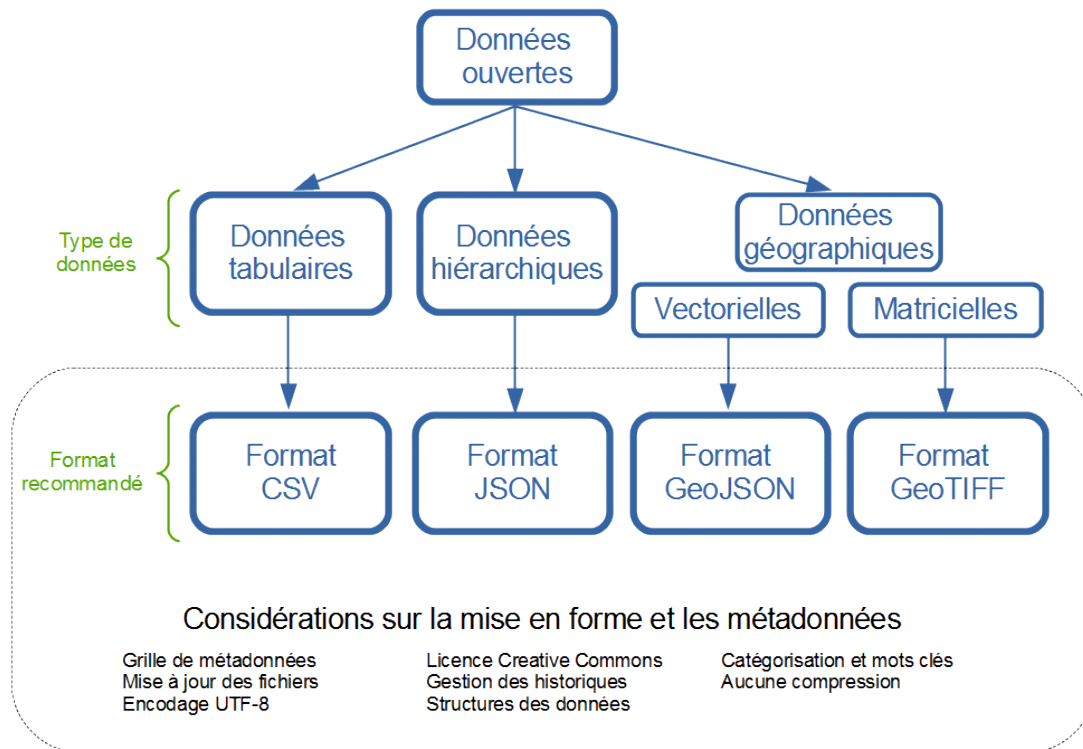 Données
ouvertes
Type de
données
Données
tabulaires
Données
hiérarchiques
Données
géographiques
Vectorielles
Matricielles
Format
recommandé
Format
CSV
Format
JSON
Format
GeoJSON
Format
GeoTIFF
Considérations sur la mise en forme et les métadonnées
Grille de métadonnées
Mise à jour des fichiers
Encodage UTF-8
Licence Creative Commons
Gestion des historiques
Structures des données
Catégorisation et mots clés
Aucune compression